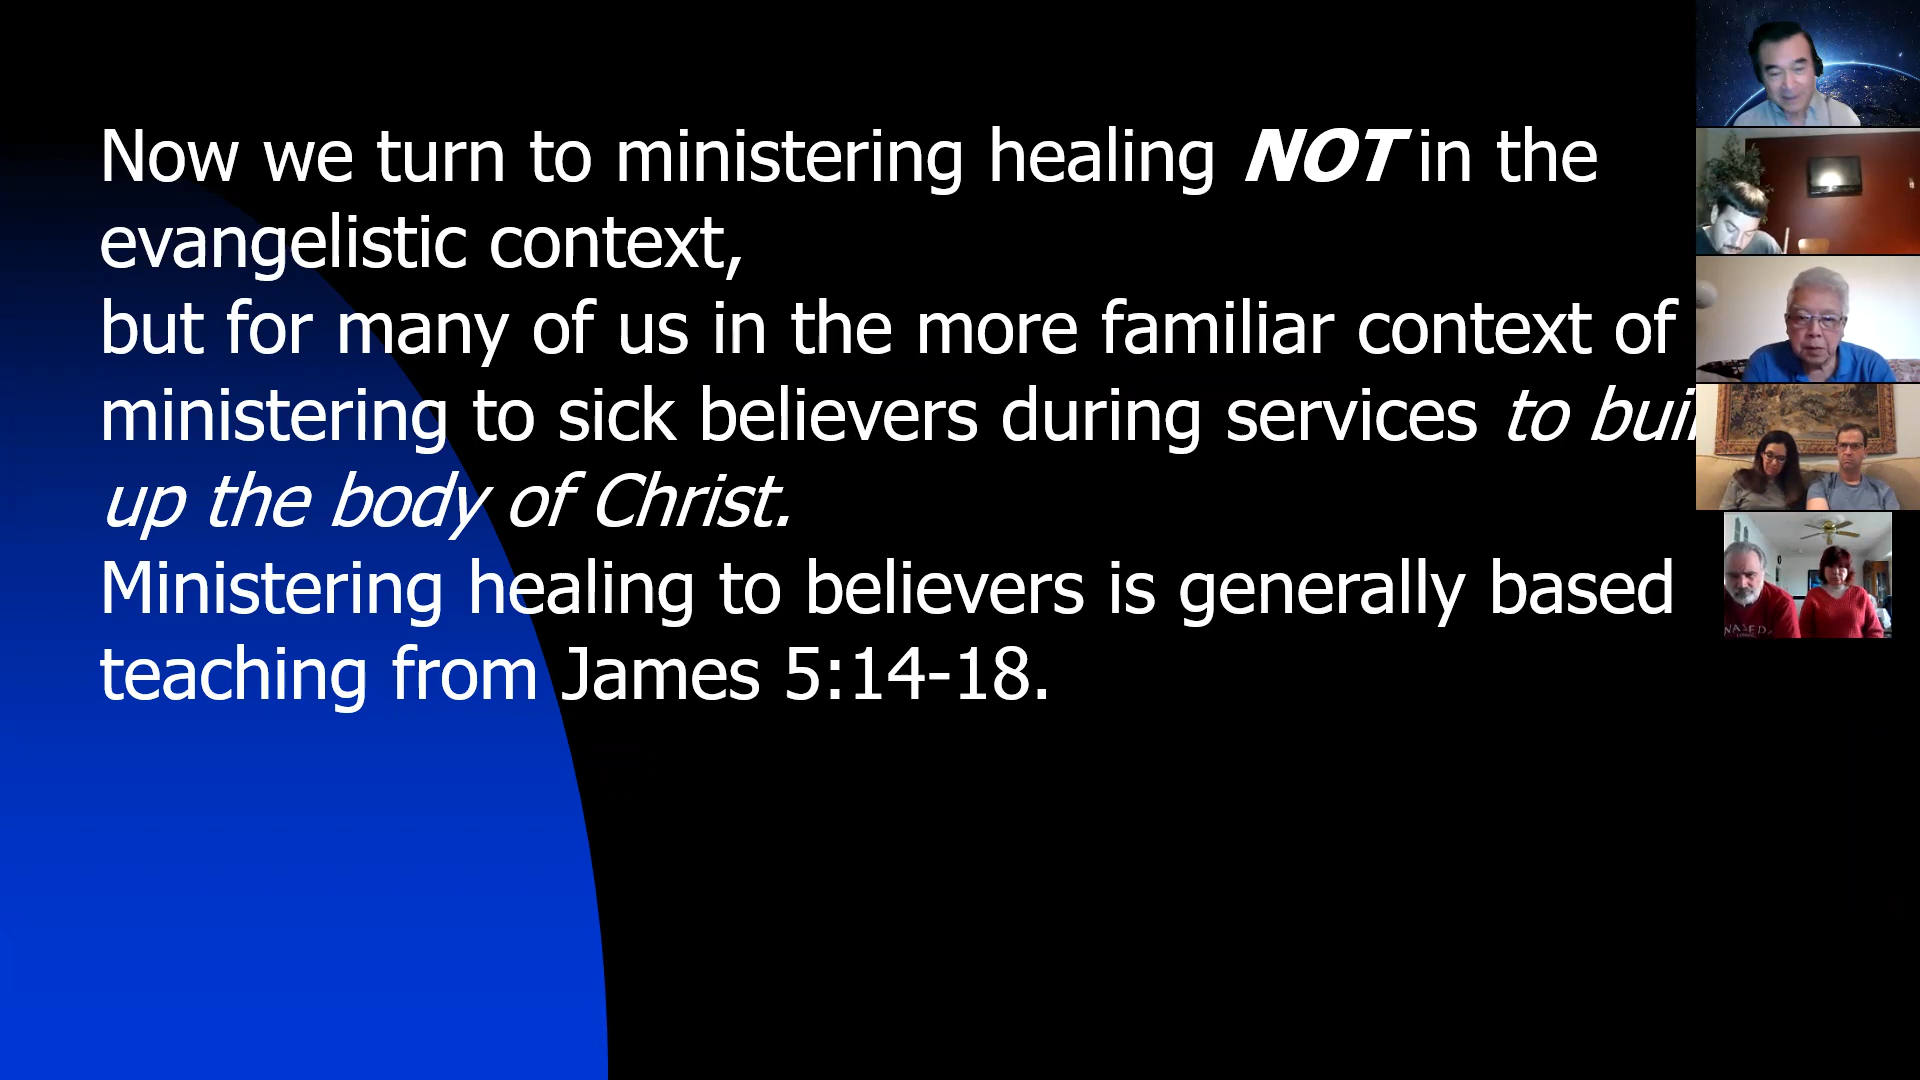 Now we turn to ministering healing NOT in the
evangelistic context,
but for many of us in the more familiar context of
ministering to sick believers during services to
up the body of Christ.
Ministering healing to believers is generally based
teaching from James 5:14-18.